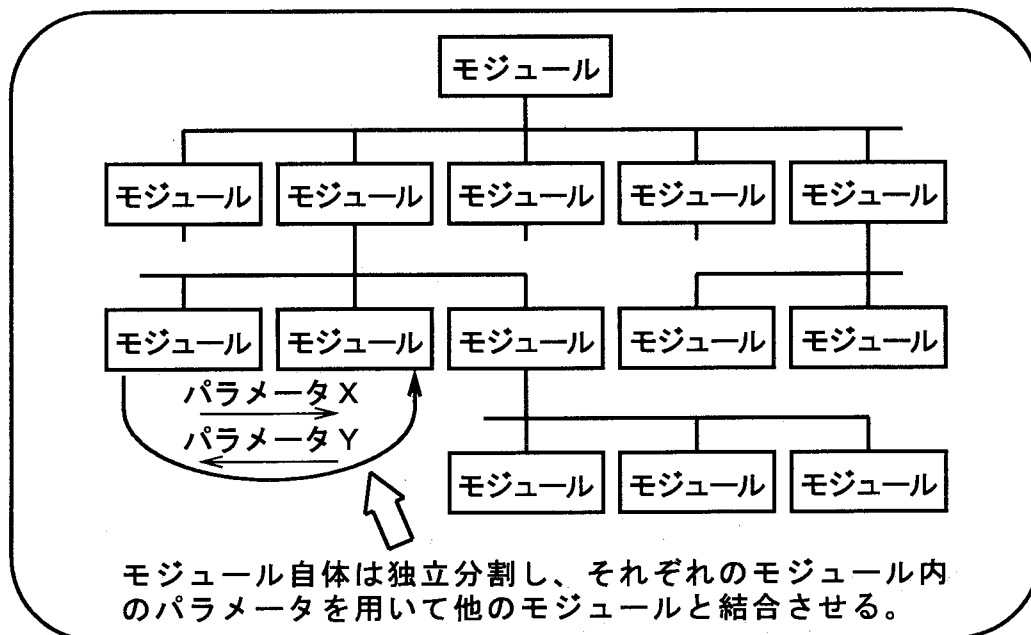 モジュール
モジュール モジュール モジュール モジュール モジュール
モジュール モジュール モジュール モジュール モジュール
パラメータX
パラメータY
モジュール モジュール モジュール
モジュール自体は独立分割し、それぞれのモジュール内
のパラメータを用いて他のモジュールと結合させる。